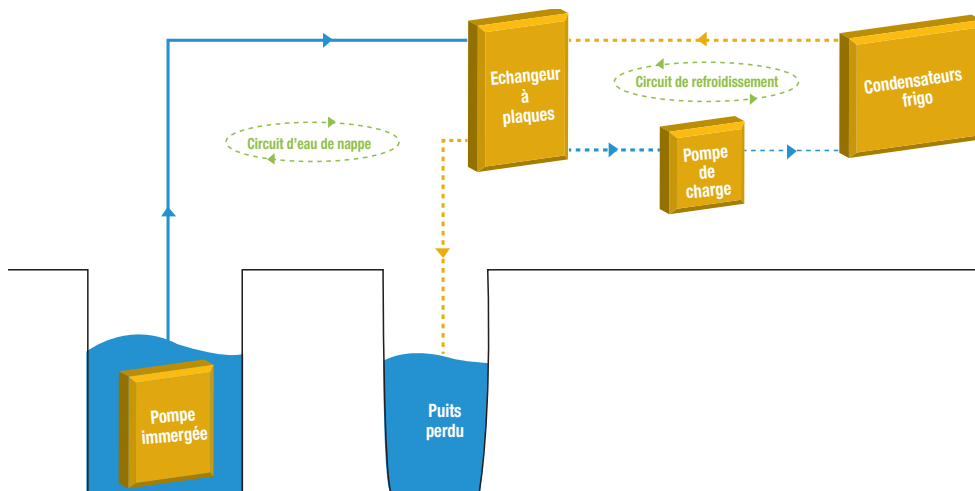 Echangeur
à
plaques
Circuit de refroidissement
Condensateurs
frigo
Circuit d'eau de nappe
Pompe
de
charge
Pompe
immergée
Puits
perdu